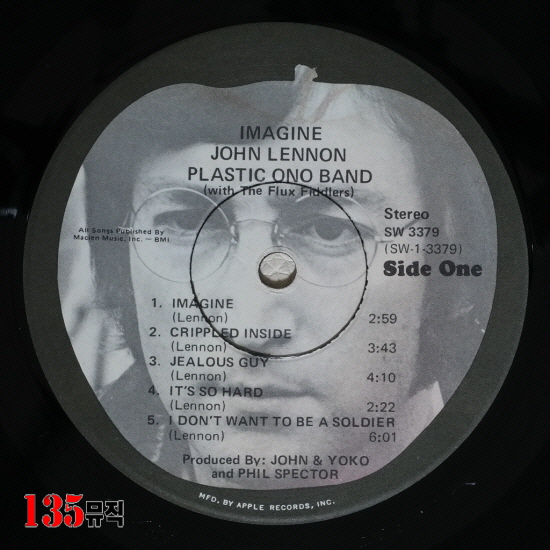 IMAGINE
JOHN LENNON
PLASTIC ONO BAND
(with The Flux Fiddlers)
All Songs Published By
Maclen Music, Inc. — BMI
Stereo
SW 3379
(SW-1-3379)
Side One
1. IMAGINE
(Lennon) 2:59
2. CRIPPLED INSIDE
(Lennon) 3:43
3. JEALOUS GUY
(Lennon) 4:10
4. IT'S SO HARD
(Lennon) 2:22
5. I DON'T WANT TO BE A SOLDIER
(Lennon) 6:01
Produced By: JOHN & YOKO
and PHIL SPECTOR
MFD. BY APPLE RECORDS, INC.
135뮤직